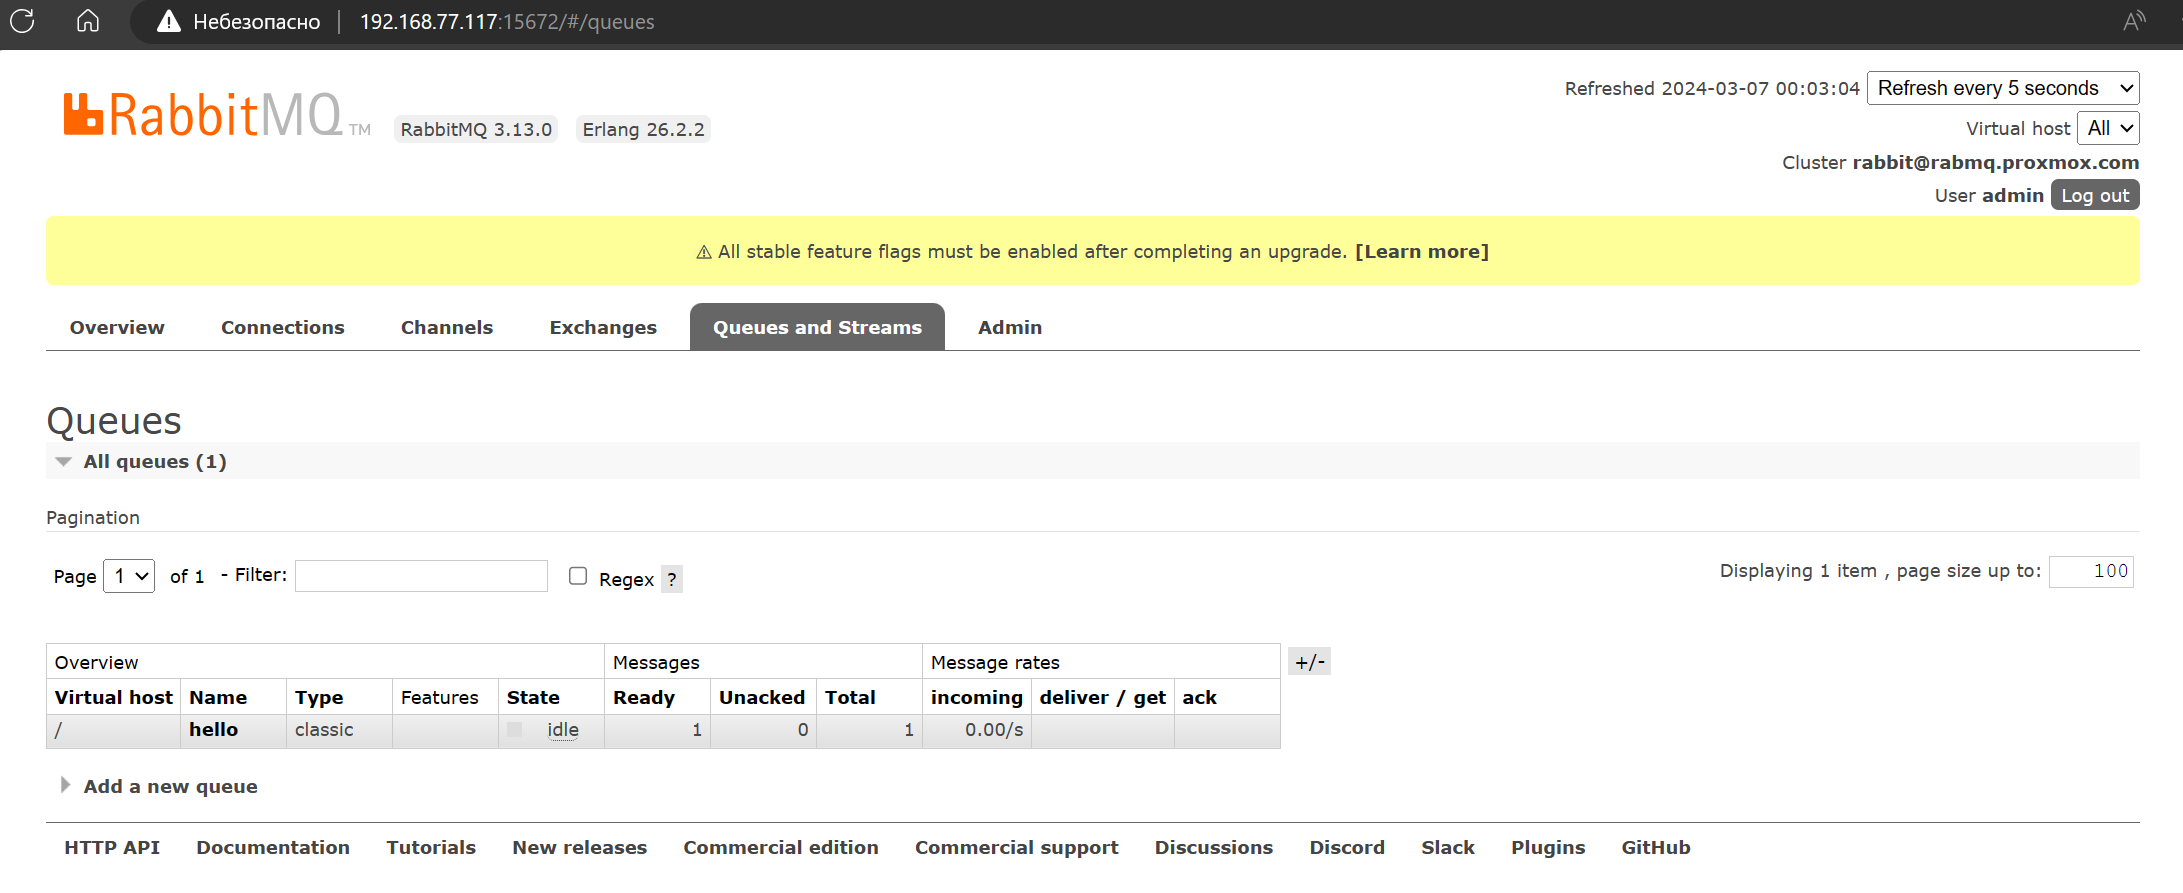 Небезопасно | 192.168.77.117:15672/#/queues
RabbitMQ TM RabbitMQ 3.13.0 Erlang 26.2.2
Refreshed 2024-03-07 00:03:04 Refresh every 5 seconds
Virtual host All
Cluster rabbit@rabmq.proxmox.com
User admin Log out
⚠ All stable feature flags must be enabled after completing an upgrade. [Learn more]
Overview Connections Channels Exchanges Queues and Streams Admin
Queues
All queues (1)
Pagination
Page 1 of 1 - Filter: Regex ? Displaying 1 item , page size up to: 100
Overview Messages Message rates +/-
Virtual host Name Type Features State Ready Unacked Total incoming deliver / get ack
/ hello classic idle 1 0 1 0.00/s
Add a new queue
HTTP API Documentation Tutorials New releases Commercial edition Commercial support Discussions Discord Slack Plugins GitHub